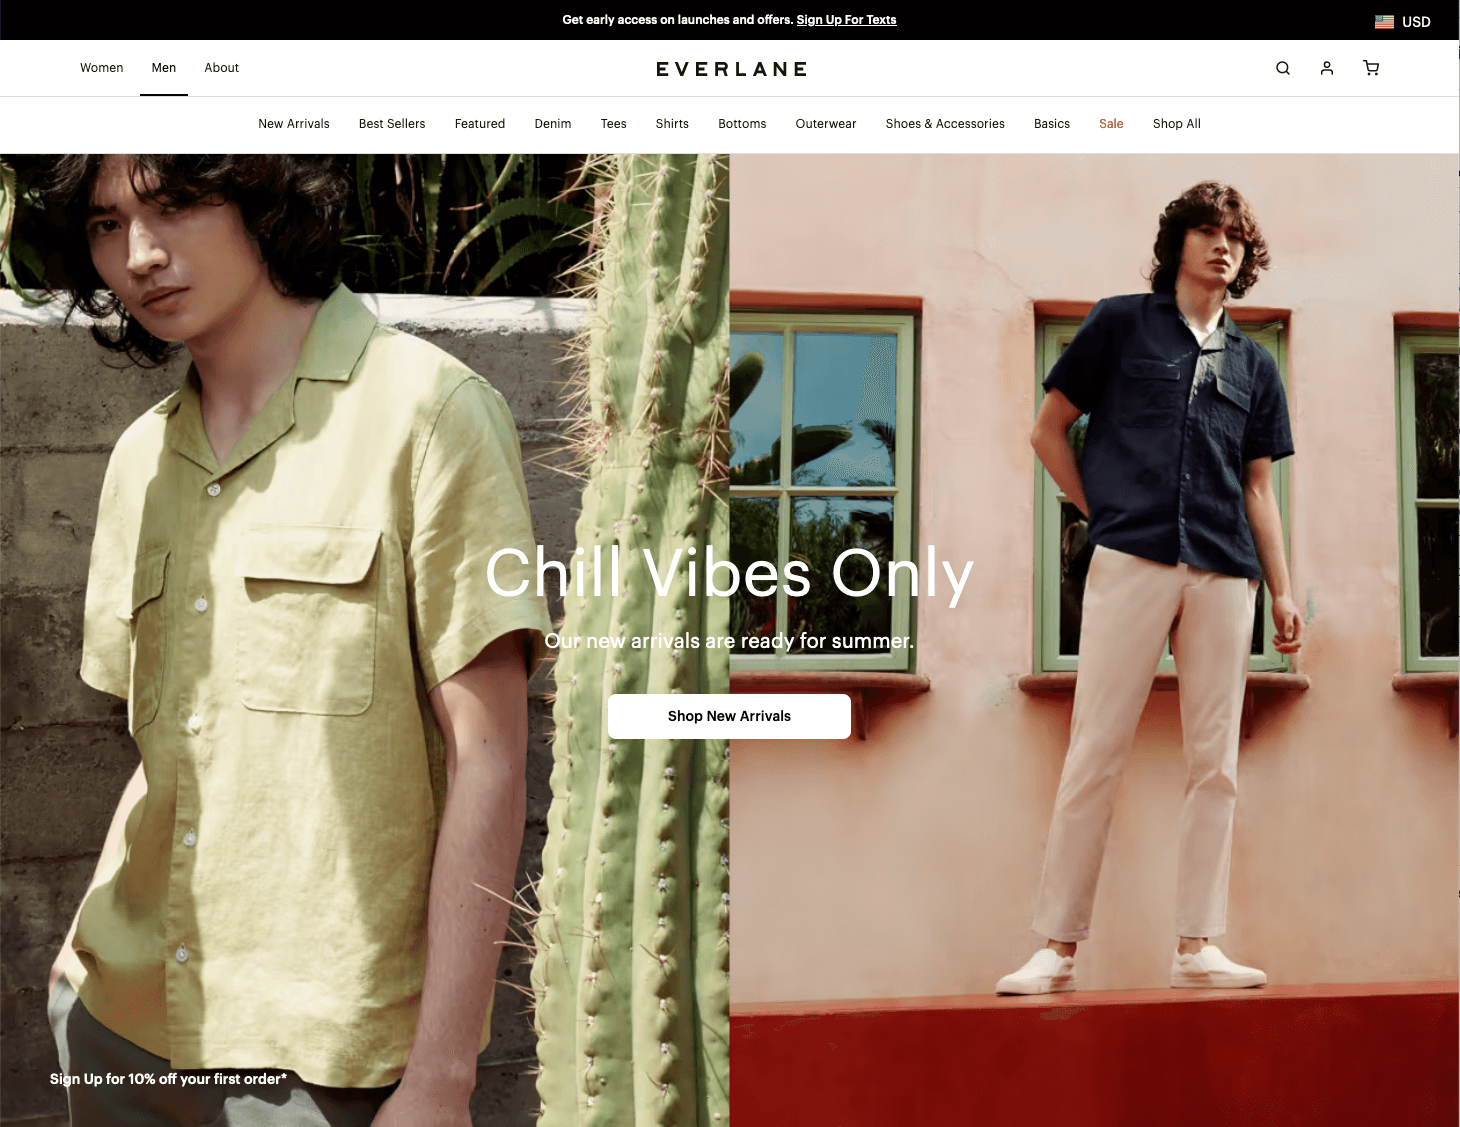 Get early access on launches and offers. Sign Up For Texts
USD
Women Men About
EVERLANE
New Arrivals Best Sellers Featured Denim Tees Shirts Bottoms Outerwear Shoes & Accessories Basics Sale Shop All
Chill Vibes Only
Our new arrivals are ready for summer.
Shop New Arrivals
Sign Up for 10% off your first order*